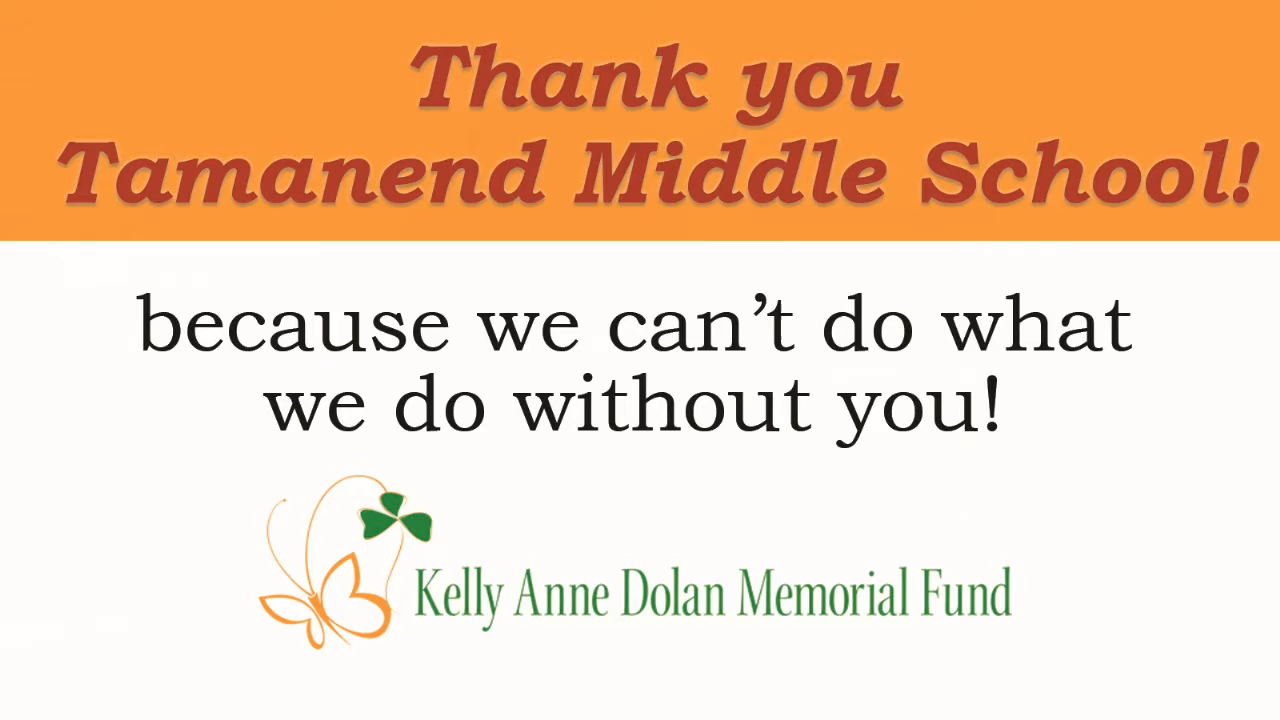 Thank you
Tamanend Middle School!
because we can’t do what
we do without you!
Kelly Anne Dolan Memorial Fund